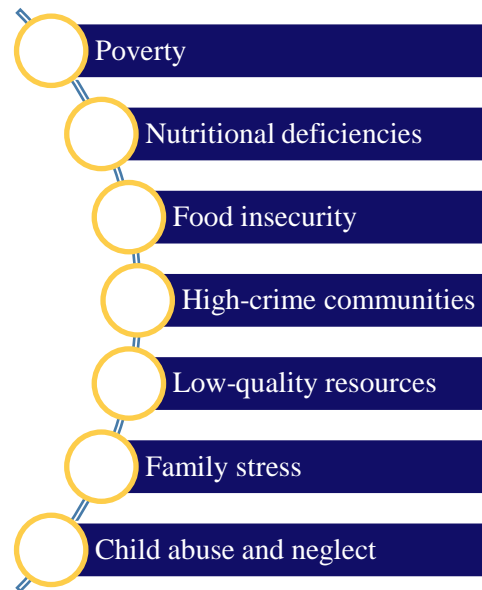 Poverty
Nutritional deficiencies
Food insecurity
High-crime communities
Low-quality resources
Family stress
Child abuse and neglect